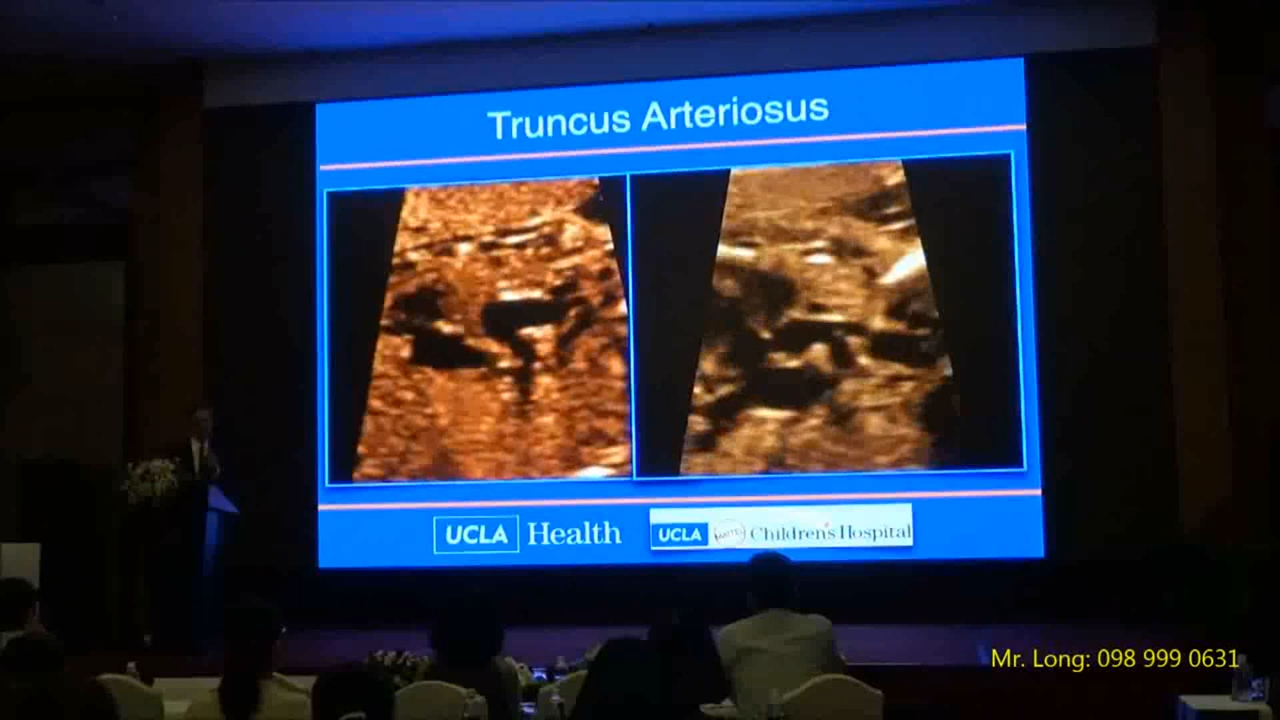 Truncus Arteriosus
UCLA Health
UCLA Children's Hospital
Mr. Long: 098 999 0631